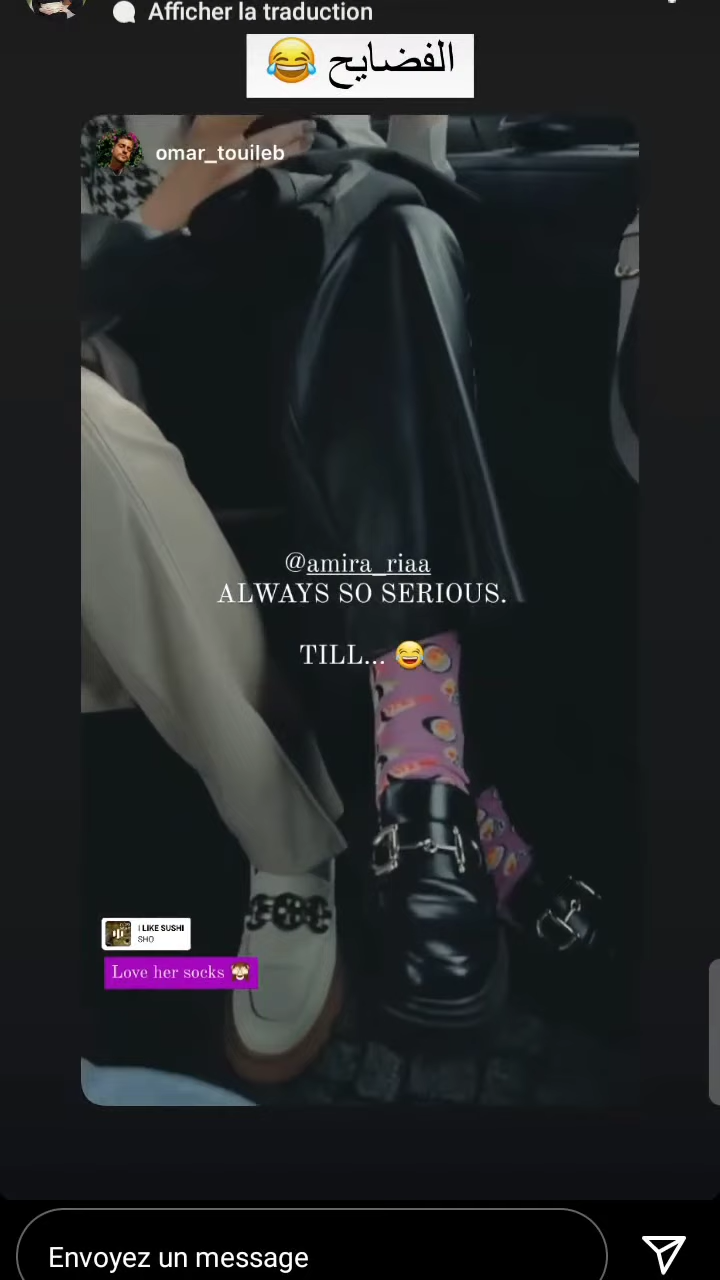 Afficher la traduction
الفضايح 😂
omar_touileb
@amira_riaa
ALWAYS SO SERIOUS.
TILL... 😂
I LIKE SUSHI
SHO
Love her socks 🙈
Envoyez un message